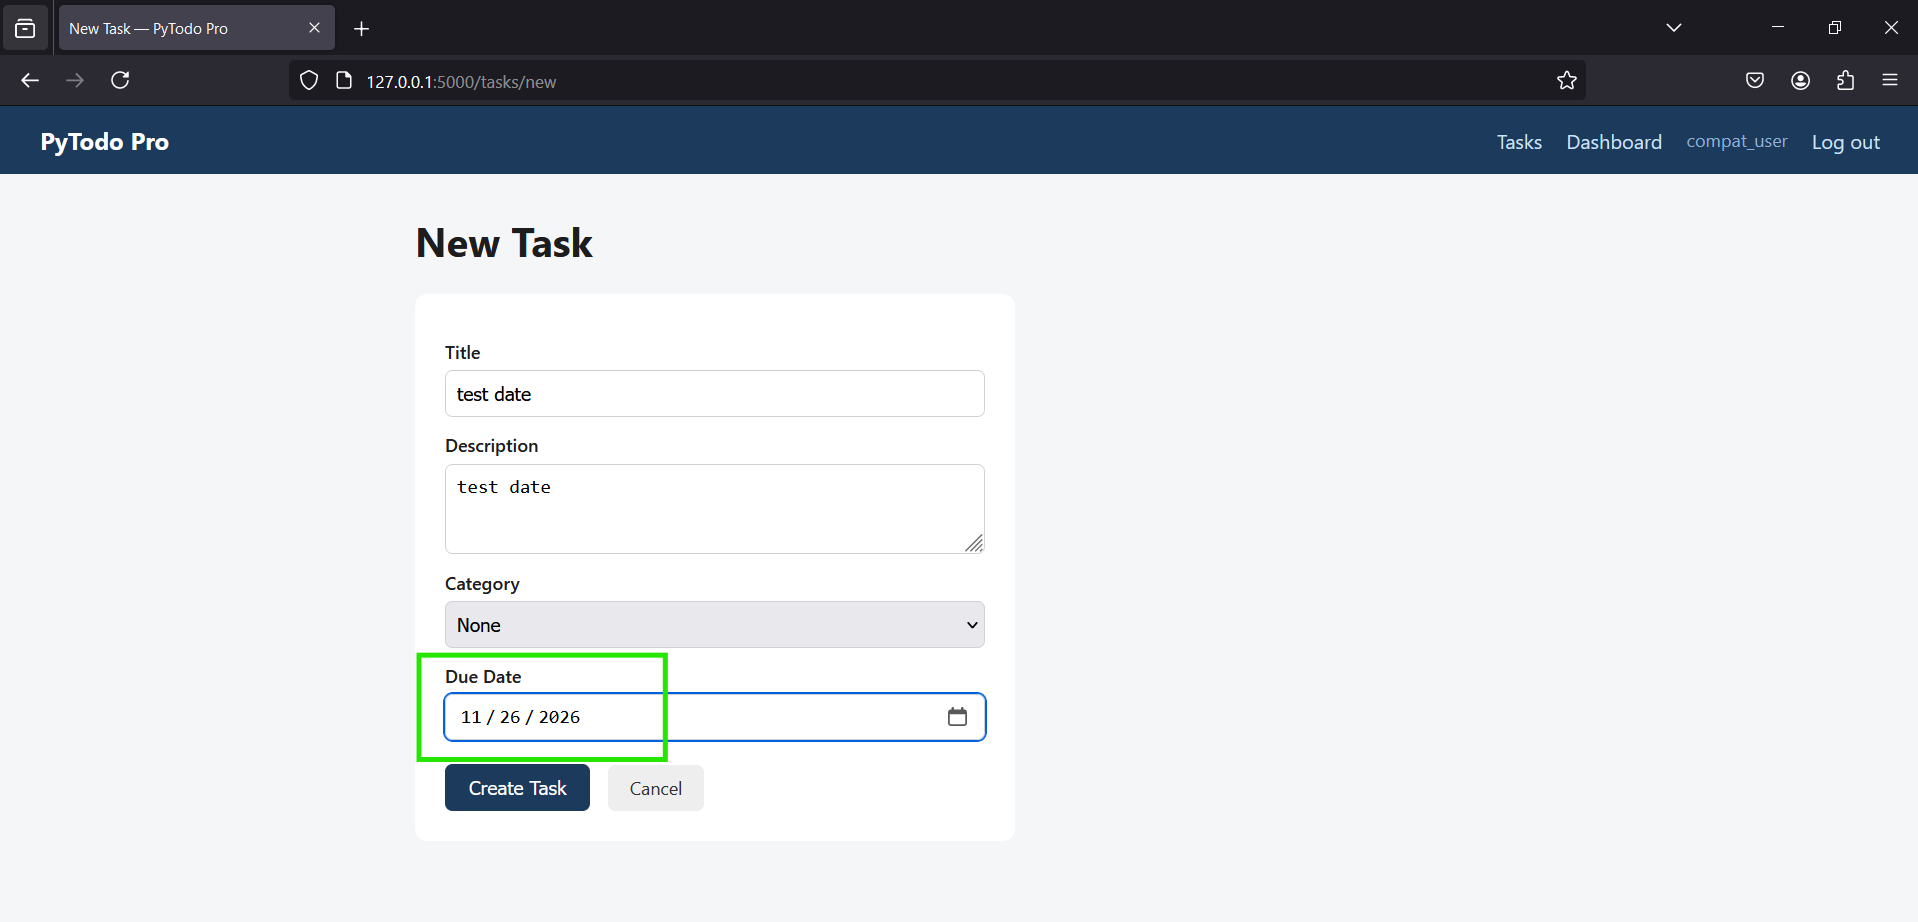 New Task — PyTodo Pro
127.0.0.1:5000/tasks/new
PyTodo Pro
Tasks Dashboard compat_user Log out
New Task
Title
test date
Description
test date
Category
None
Due Date
11 / 26 / 2026
Create Task Cancel